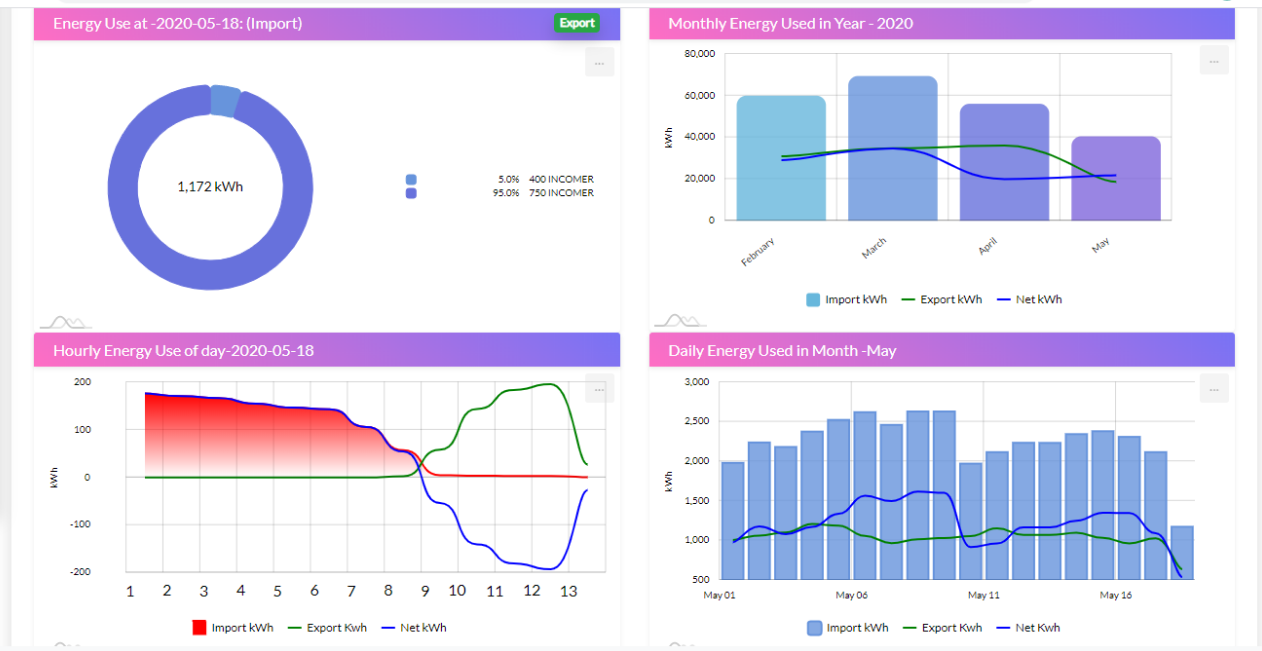 Energy Use at -2020-05-18: (Import)
Export
...
1,172 kWh
5.0% 400 INCOMER
95.0% 750 INCOMER
Monthly Energy Used in Year - 2020
...
80,000
60,000
40,000
20,000
0
kWh
February
March
April
May
Import kWh
Export kWh
Net kWh
Hourly Energy Use of day-2020-05-18
...
200
100
0
-100
-200
kWh
1 2 3 4 5 6 7 8 9 10 11 12 13
Import kWh
Export Kwh
Net kWh
Daily Energy Used in Month -May
...
3,000
2,500
2,000
1,500
1,000
500
kWh
May 01
May 06
May 11
May 16
Import kWh
Export Kwh
Net Kwh